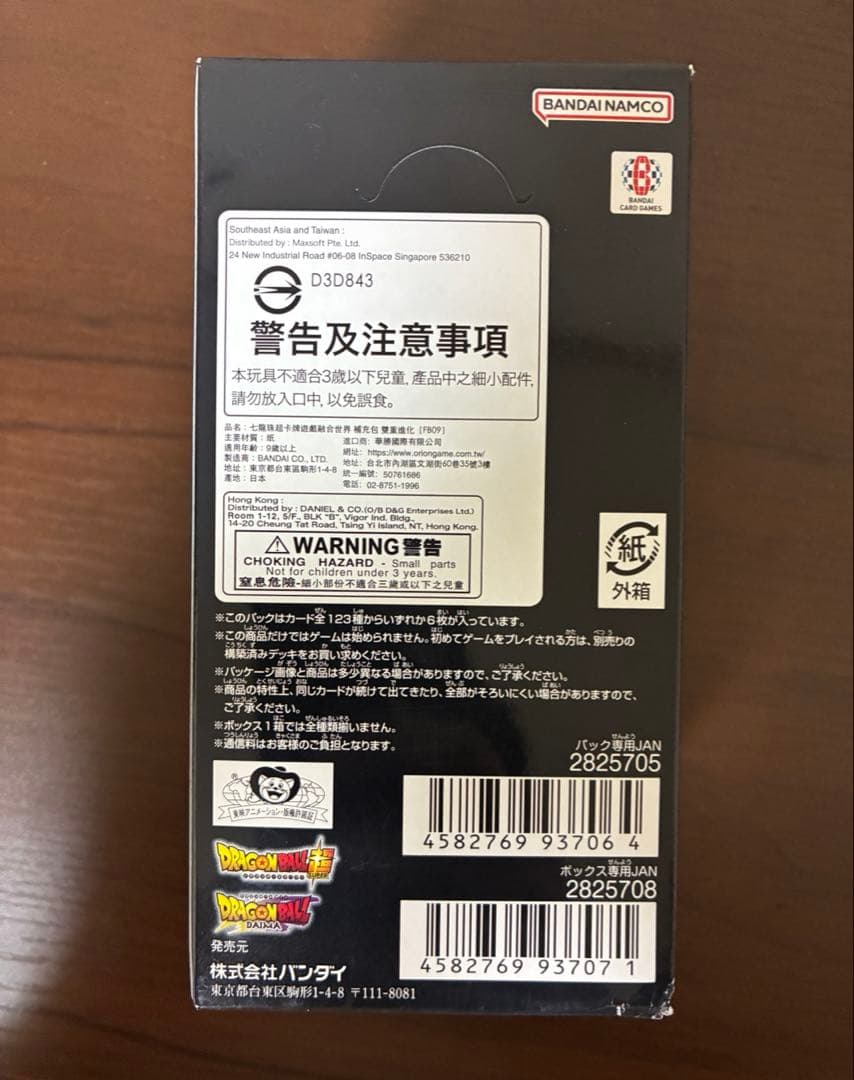 BANDAI NAMCO
B
BANDAI
CARD GAMES
Southeast Asia and Taiwan :
Distributed by : Maxsoft Pte. Ltd.
24 New Industrial Road #06-08 InSpace Singapore 536210
D3D843
警告及注意事項
本玩具不適合3歲以下兒童,產品中之細小配件,
請勿放入口中,以免誤食。
品名：七龍珠超卡牌遊戲融合世界 補充包 雙重進化 [FB09]
主要材質：紙
適用年齡：9歲以上
製造商：BANDAI CO., LTD.
地址：東京都台東區駒形1-4-8
產地：日本
進口商：華勝國際有限公司
網址：https://www.oriongame.com.tw/
地址：台北市內湖區文湖街60巷35號3樓
統一編號：50761686
電話：02-8751-1996
Hong Kong :
Distributed by : DANIEL & CO.(O/B D&G Enterprises Ltd.)
Room 1-12, 5/F., BLK "B", Vigor Ind. Bldg.,
14-20 Cheung Tat Road, Tsing Yi Island, NT, Hong Kong.
WARNING 警告
CHOKING HAZARD - Small parts
Not for children under 3 years.
窒息危險-細小部份不適合三歲或以下之兒童
紙
外箱
※このパックはカード全123種からいずれか6枚が入っています。
※この商品だけではゲームは始められません。初めてゲームをプレイされる方は、別売りの
構築済みデッキをお買い求めください。
※パッケージ画像と商品は多少異なる場合がありますので、ご了承ください。
※商品の特性上、同じカードが続けて出てきたり、全部がそろいにくい場合がありますので、
ご了承ください。
※ボックス1箱では全種類揃いません。
※通信料はお客様のご負担となります。
パック専用JAN
2825705
4582769 93706 4
ボックス専用JAN
2825708
4582769 93707 1
®
東映アニメーション・版権許諾証
DRAGON BALL超
SUPER
DRAGON BALL
DAIMA
発売元
株式会社バンダイ
東京都台東区駒形1-4-8 〒111-8081